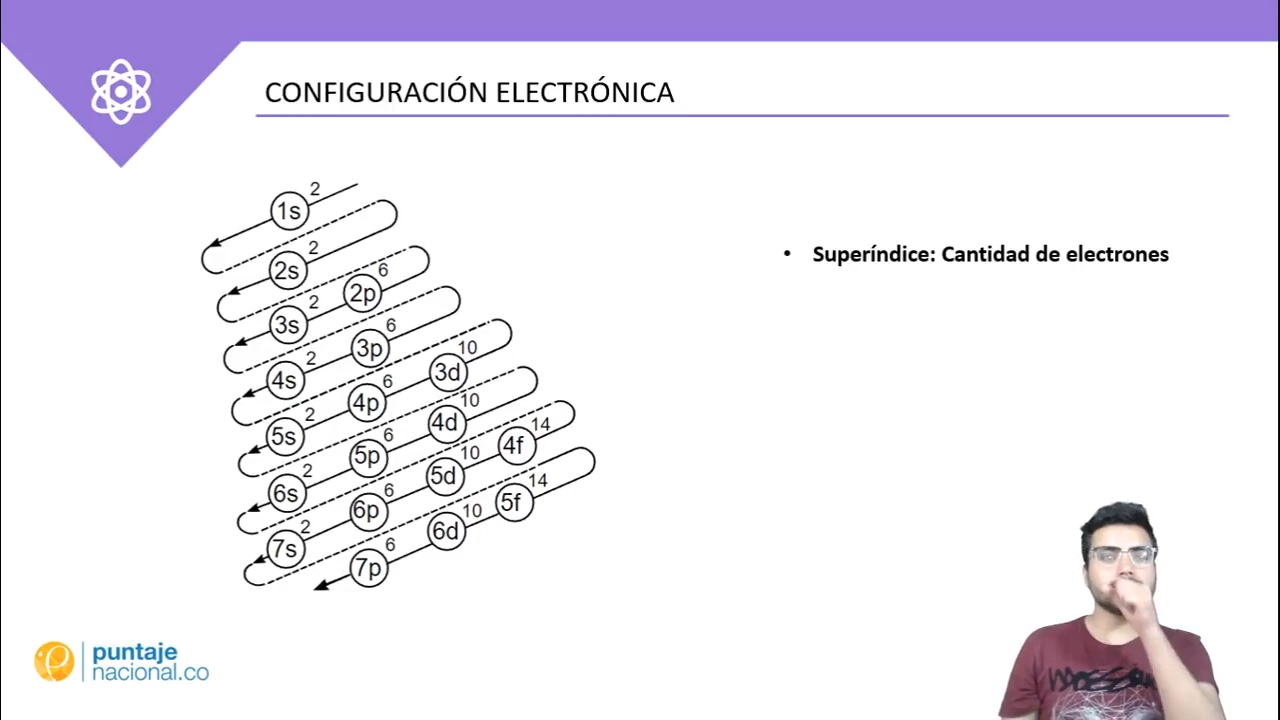 CONFIGURACIÓN ELECTRÓNICA
1s 2
2s 2
2p 6
3s 2
3p 6
4s 2
3d 10
4p 6
5s 2
4d 10
5p 6
6s 2
4f 14
5d 10
6p 6
7s 2
5f 14
6d 10
7p 6
• Superíndice: Cantidad de electrones
puntaje
nacional.co